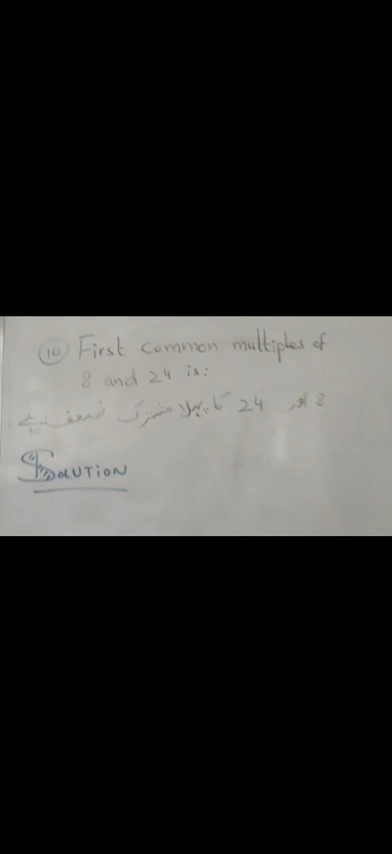 (10) First common multiples of
8 and 24 is:
8 اور 24 کا پہلا مشترک ضعف ہے
SOLUTION